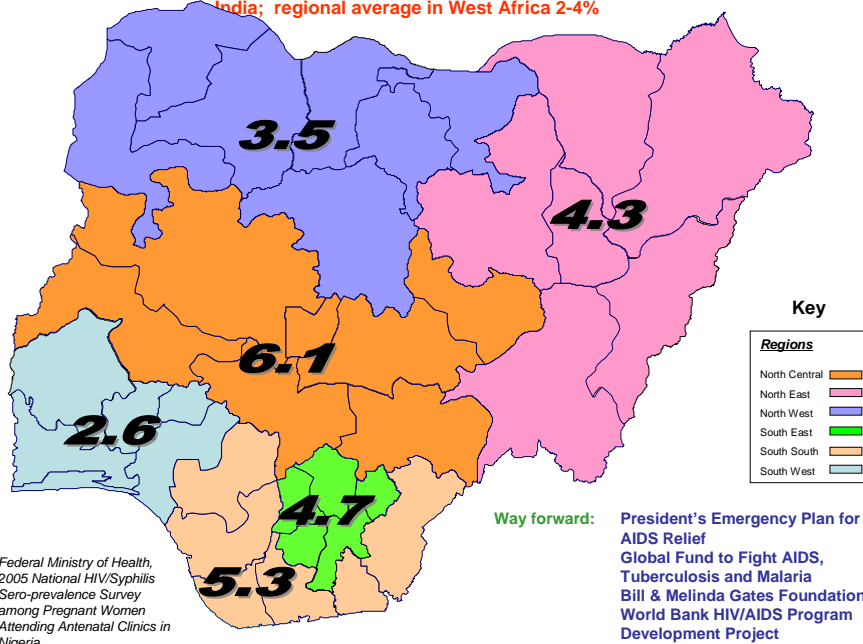 India;  regional average in West Africa 2-4%
3.5
4.3
6.1
2.6
4.7
5.3
Key
Regions
North Central
North East
North West
South East
South South
South West
Way forward:
President's Emergency Plan for
AIDS Relief
Global Fund to Fight AIDS,
Tuberculosis and Malaria
Bill & Melinda Gates Foundation
World Bank HIV/AIDS Program
Development Project
Federal Ministry of Health,
2005 National HIV/Syphilis
Sero-prevalence Survey
among Pregnant Women
Attending Antenatal Clinics in
Nigeria